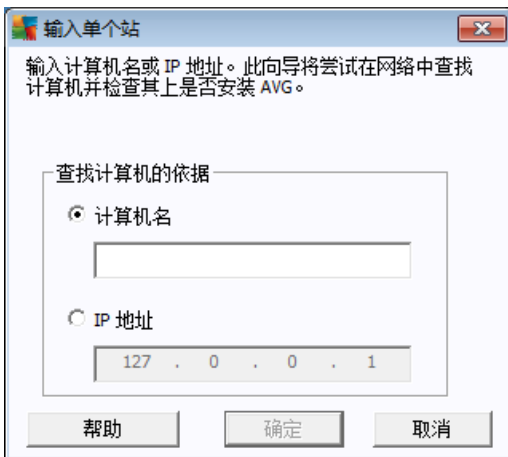 输入单个站
输入计算机名或 IP 地址。此向导将尝试在网络中查找
计算机并检查其上是否安装 AVG。
查找计算机的依据
计算机名
IP 地址
127 . 0 . 0 . 1
帮助 确定 取消